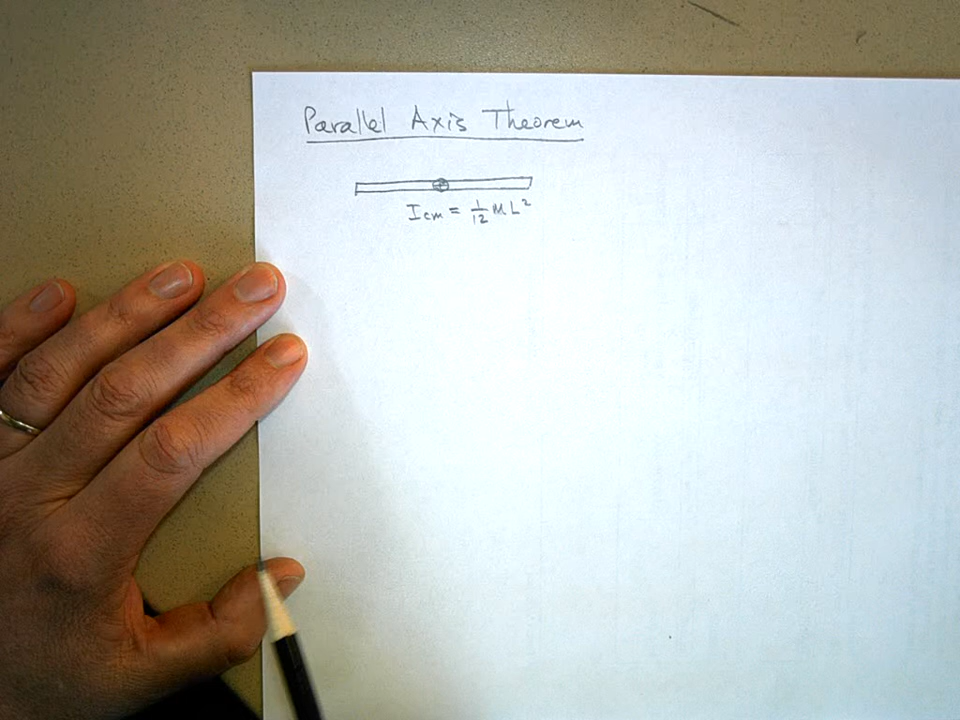 Parallel Axis Theorem
Icm = 1/12 ML²